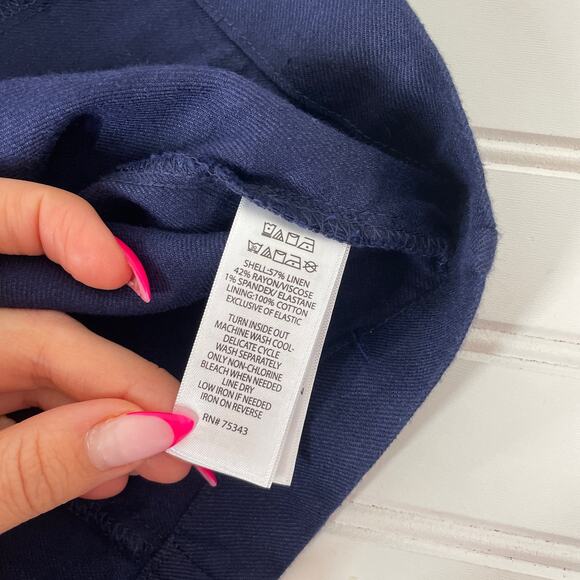 SHELL:57% LINEN
42% RAYON/VISCOSE
1% SPANDEX/ ELASTANE
LINING:100% COTTON
EXCLUSIVE OF ELASTIC
TURN INSIDE OUT
MACHINE WASH COOL-
DELICATE CYCLE
WASH SEPARATELY
ONLY NON-CHLORINE
BLEACH WHEN NEEDED
LINE DRY
LOW IRON IF NEEDED
IRON ON REVERSE
RN# 75343